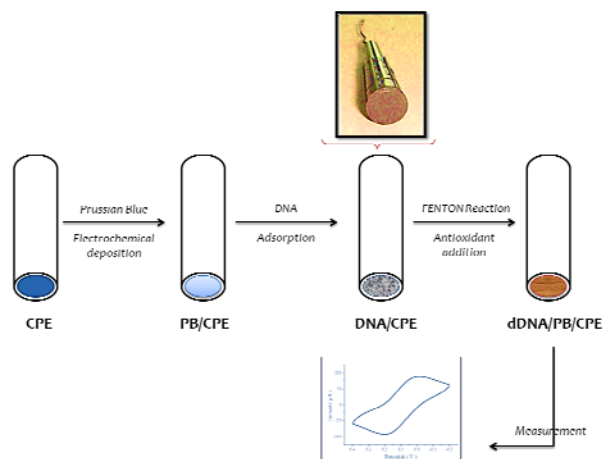 Prussian Blue
Electrochemical
deposition
DNA
Adsorption
FENTON Reaction
Antioxidant
addition
CPE
PB/CPE
DNA/CPE
dDNA/PB/CPE
Measurement